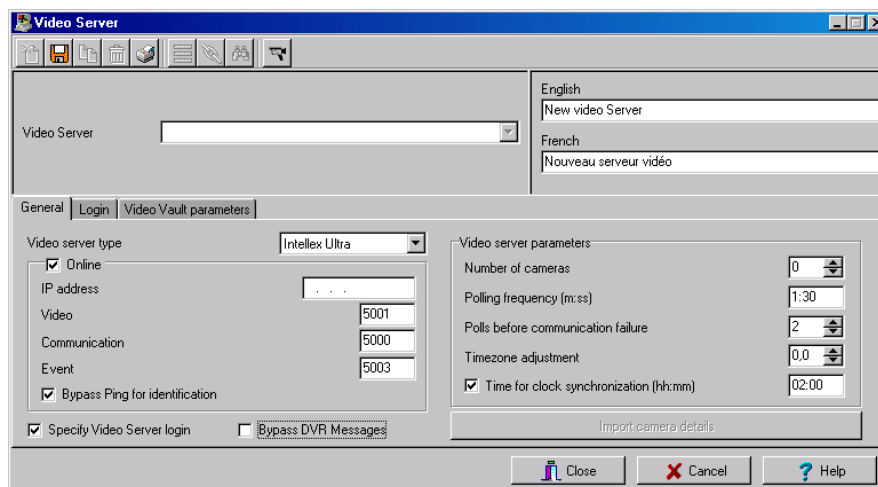 Video Server
English
New video Server
Video Server
French
Nouveau serveur vidéo
General Login Video Vault parameters
Video server type Intellex Ultra
Online
IP address . . .
Video 5001
Communication 5000
Event 5003
Bypass Ping for identification
Specify Video Server login Bypass DVR Messages
Video server parameters
Number of cameras 0
Polling frequency (m:ss) 1:30
Polls before communication failure 2
Timezone adjustment 0,0
Time for clock synchronization (hh:mm) 02:00
Import camera details
Close Cancel Help